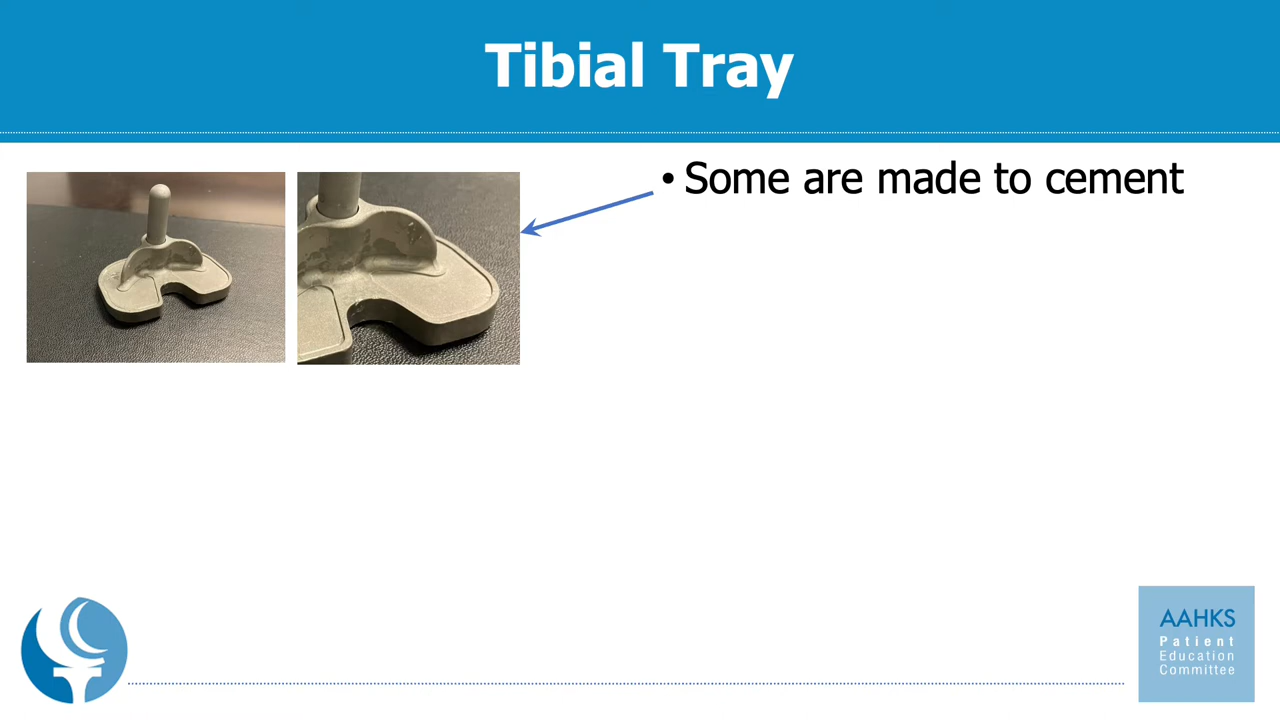 Tibial Tray
• Some are made to cement
AAHKS
Patient
Education
Committee